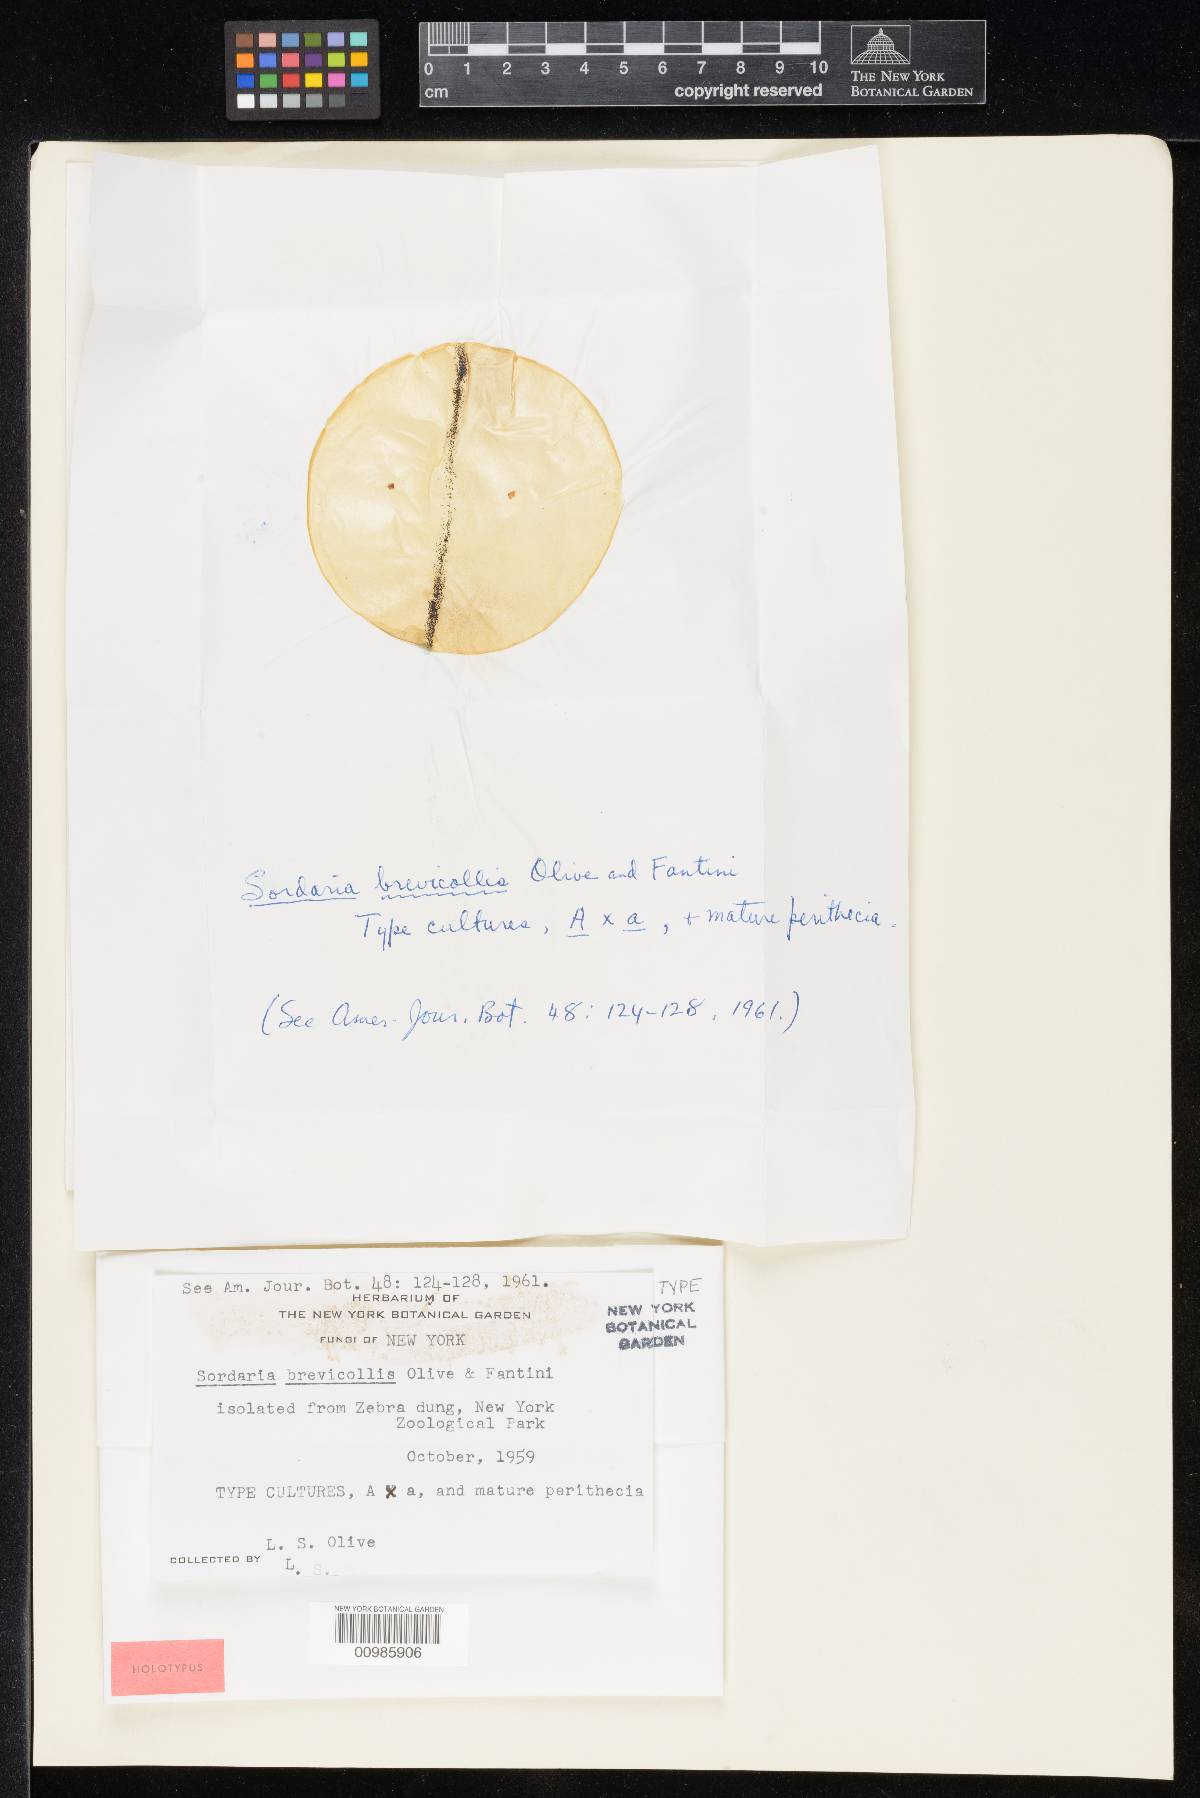 0 1 2 3 4 5 6 7 8 9 10
cm
copyright reserved
THE NEW YORK
BOTANICAL GARDEN
Sordaria brevicollis Olive and Fantini
Type cultures, A x a, + mature perithecia.
(See Amer. Jour. Bot. 48: 124-128, 1961.)
See Am. Jour. Bot. 48: 124-128, 1961.
HERBARIUM OF
THE NEW YORK BOTANICAL GARDEN
FUNGI OF NEW YORK
TYPE
NEW YORK
BOTANICAL
GARDEN
Sordaria brevicollis Olive & Fantini
isolated from Zebra dung, New York
Zoological Park
October, 1959
TYPE CULTURES, A X a, and mature perithecia
L. S. Olive
COLLECTED BY L. S.
NEW YORK BOTANICAL GARDEN
00985906
HOLOTYPUS